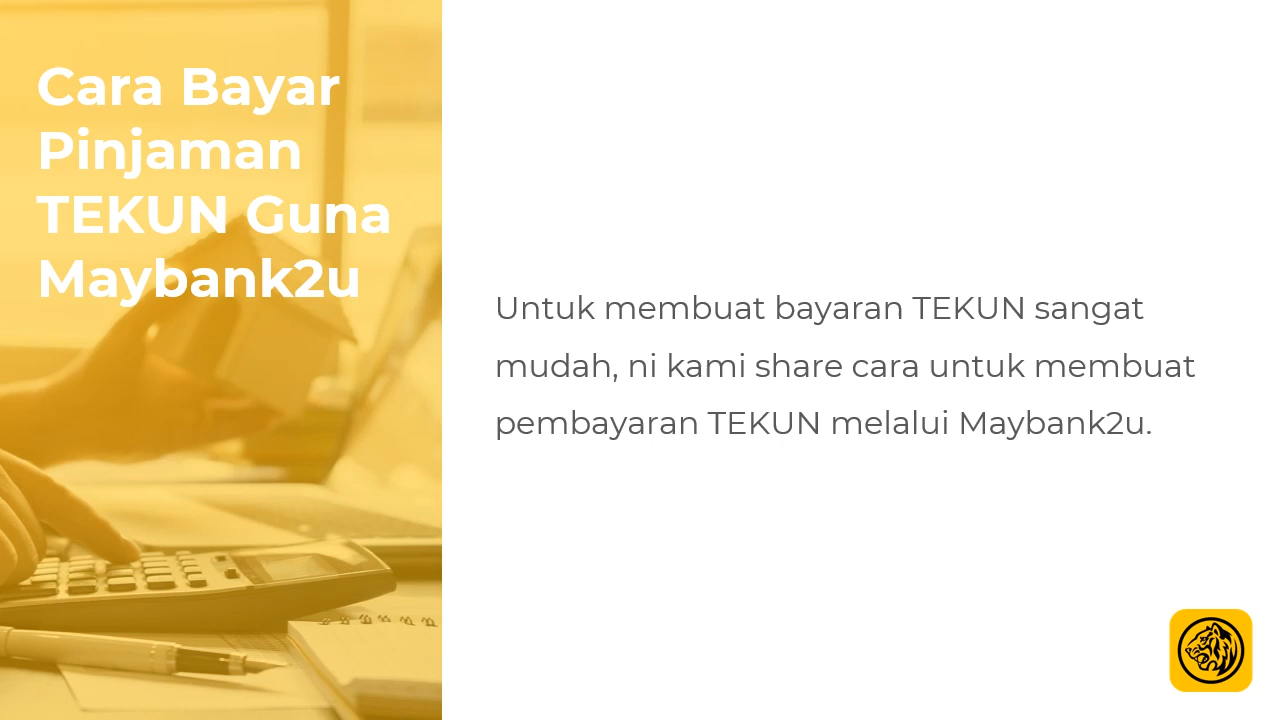 Cara Bayar
Pinjaman
TEKUN Guna
Maybank2u
Untuk membuat bayaran TEKUN sangat
mudah, ni kami share cara untuk membuat
pembayaran TEKUN melalui Maybank2u.